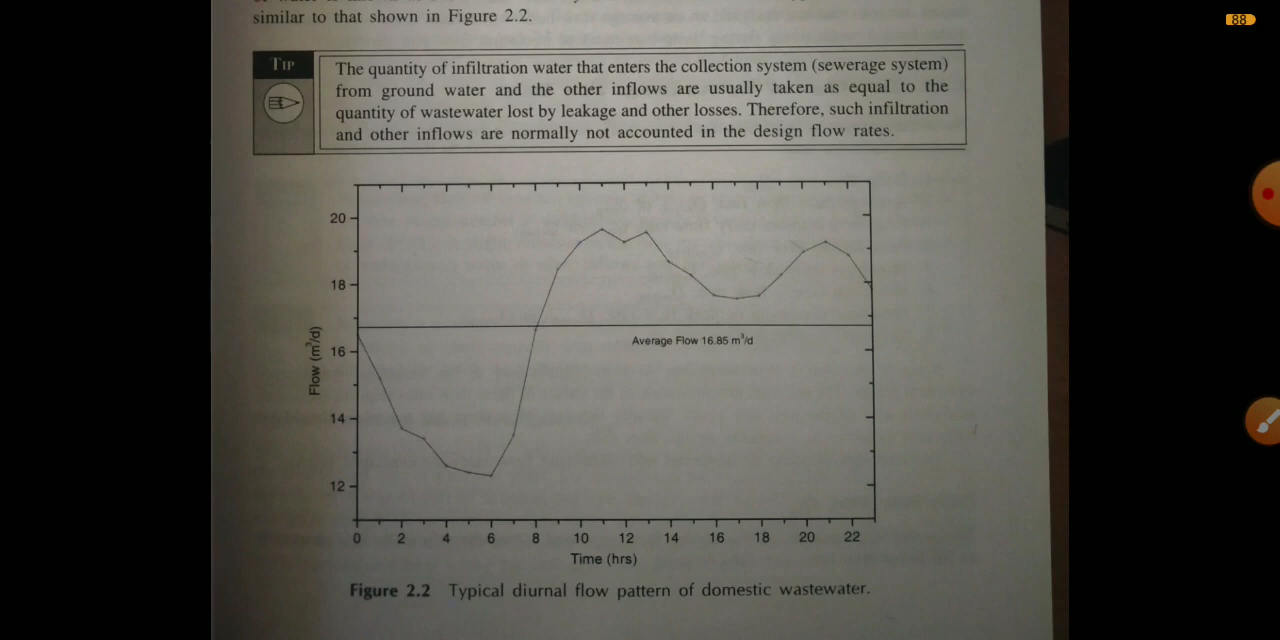 similar to that shown in Figure 2.2.
TIP
The quantity of infiltration water that enters the collection system (sewerage system)
from ground water and the other inflows are usually taken as equal to the
quantity of wastewater lost by leakage and other losses. Therefore, such infiltration
and other inflows are normally not accounted in the design flow rates.
20
18
16
14
12
Flow (m³/d)
Average Flow 16.85 m³/d
0 2 4 6 8 10 12 14 16 18 20 22
Time (hrs)
Figure 2.2 Typical diurnal flow pattern of domestic wastewater.
88